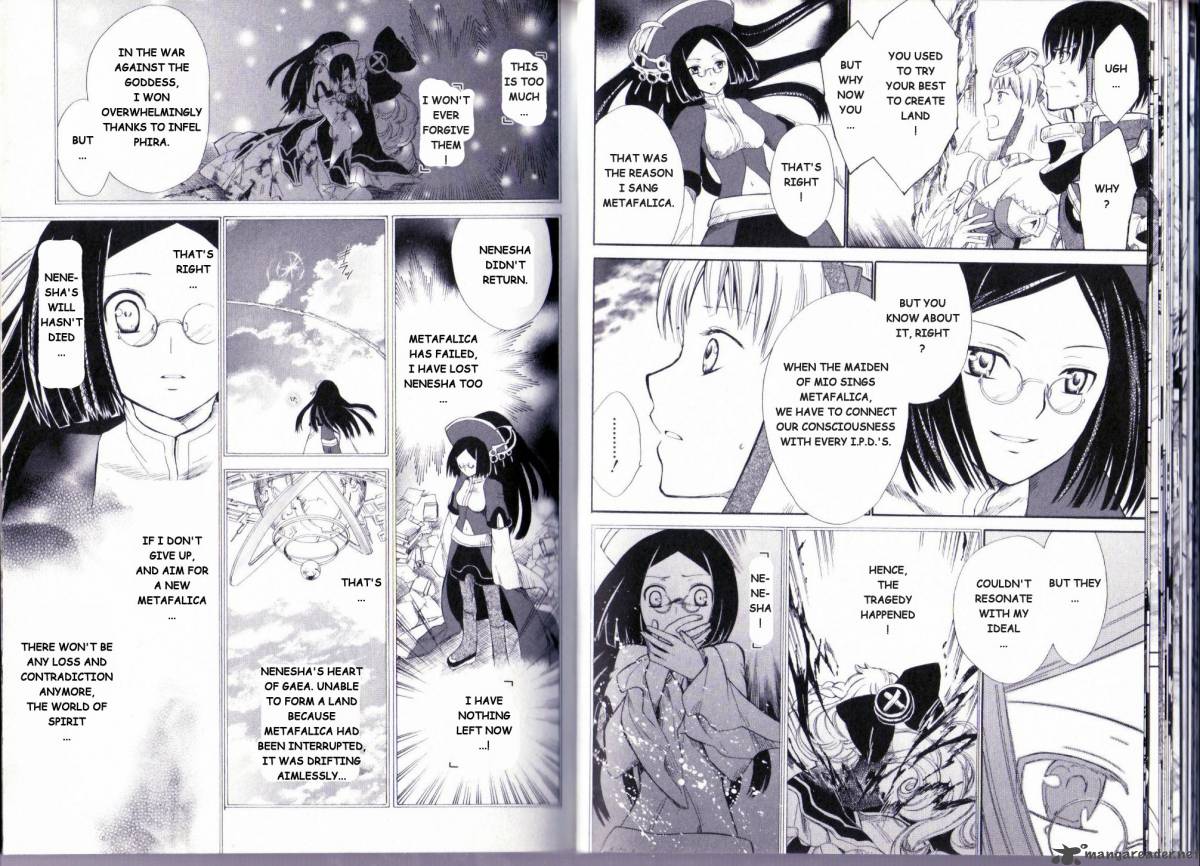 UGH
...
WHY
?
YOU USED
TO TRY
YOUR BEST
TO CREATE
LAND !
BUT WHY
NOW YOU
...
THAT'S
RIGHT
!
THAT WAS
THE REASON
I SANG
METAFALICA.
BUT YOU
KNOW ABOUT
IT, RIGHT
?
WHEN THE MAIDEN
OF MIO SINGS
METAFALICA,
WE HAVE TO CONNECT
OUR CONSCIOUSNESS
WITH EVERY I.P.D.'S.
.......!
BUT THEY
...
COULDN'T
RESONATE
WITH MY
IDEAL
...
HENCE,
THE
TRAGEDY
HAPPENED
!
NE-
NE-
SHA
!
THIS
IS TOO
MUCH
...
I WON'T
EVER
FORGIVE
THEM
!
IN THE WAR
AGAINST THE
GODDESS,
I WON
OVERWHELMINGLY
THANKS TO INFEL
PHIRA.
BUT
...
NENESHA
DIDN'T
RETURN.
METAFALICA
HAS FAILED,
I HAVE LOST
NENESHA TOO
...
I HAVE
NOTHING
LEFT NOW
...!
THAT'S
...
NENESHA'S HEART
OF GAEA. UNABLE
TO FORM A LAND
BECAUSE
METAFALICA HAD
BEEN INTERRUPTED,
IT WAS DRIFTING
AIMLESSLY...
THAT'S
RIGHT
...
NENE-
SHA'S
WILL
HASN'T
DIED
...
IF I DON'T
GIVE UP,
AND AIM FOR
A NEW
METAFALICA
...
THERE WON'T BE
ANY LOSS AND
CONTRADICTION
ANYMORE,
THE WORLD OF
SPIRIT
...
mangareader.net